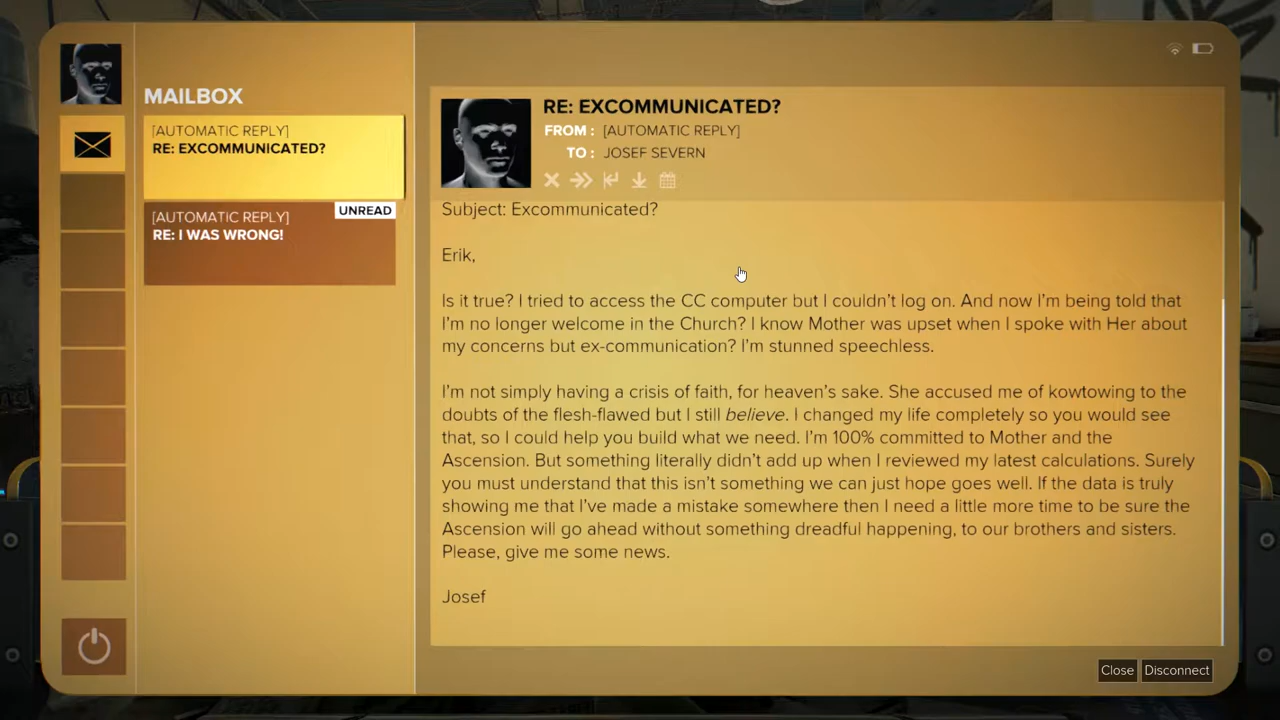 MAILBOX
[AUTOMATIC REPLY]
RE: EXCOMMUNICATED?
UNREAD
[AUTOMATIC REPLY]
RE: I WAS WRONG!
RE: EXCOMMUNICATED?
FROM : [AUTOMATIC REPLY]
TO : JOSEF SEVERN
Subject: Excommunicated?
Erik,
Is it true? I tried to access the CC computer but I couldn't log on. And now I'm being told that
I'm no longer welcome in the Church? I know Mother was upset when I spoke with Her about
my concerns but ex-communication? I'm stunned speechless.
I'm not simply having a crisis of faith, for heaven's sake. She accused me of kowtowing to the
doubts of the flesh-flawed but I still believe. I changed my life completely so you would see
that, so I could help you build what we need. I'm 100% committed to Mother and the
Ascension. But something literally didn't add up when I reviewed my latest calculations. Surely
you must understand that this isn't something we can just hope goes well. If the data is truly
showing me that I've made a mistake somewhere then I need a little more time to be sure the
Ascension will go ahead without something dreadful happening, to our brothers and sisters.
Please, give me some news.
Josef
Close Disconnect